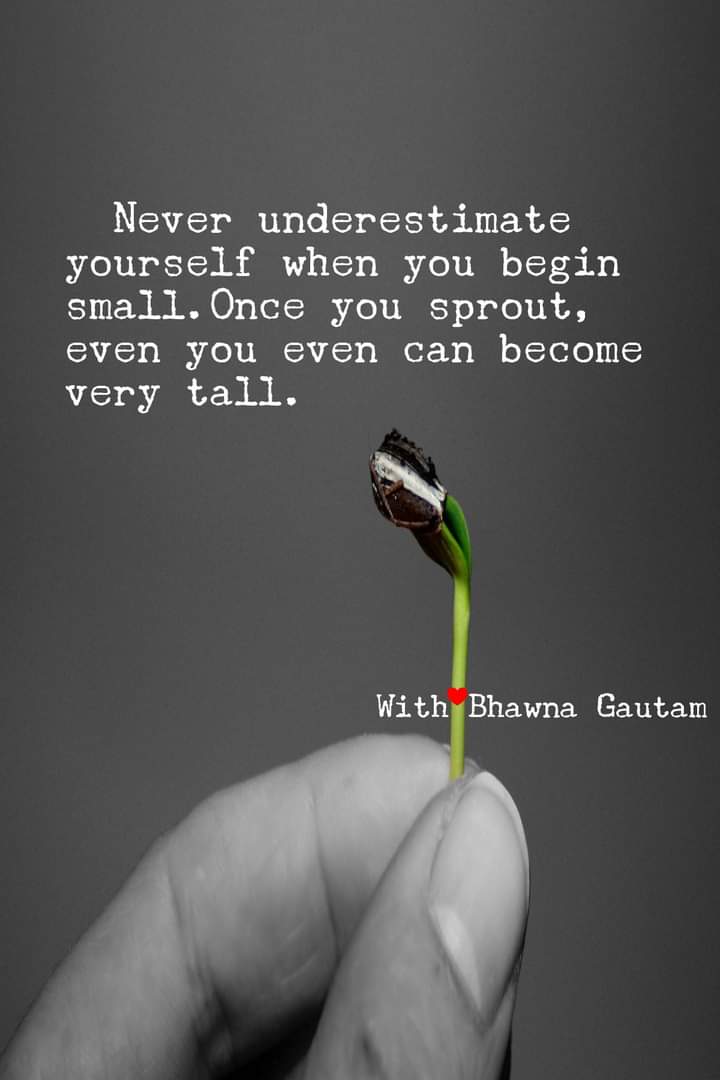 Never underestimate
yourself when you begin
small.Once you sprout,
even you even can become
very tall.
With❤Bhawna Gautam